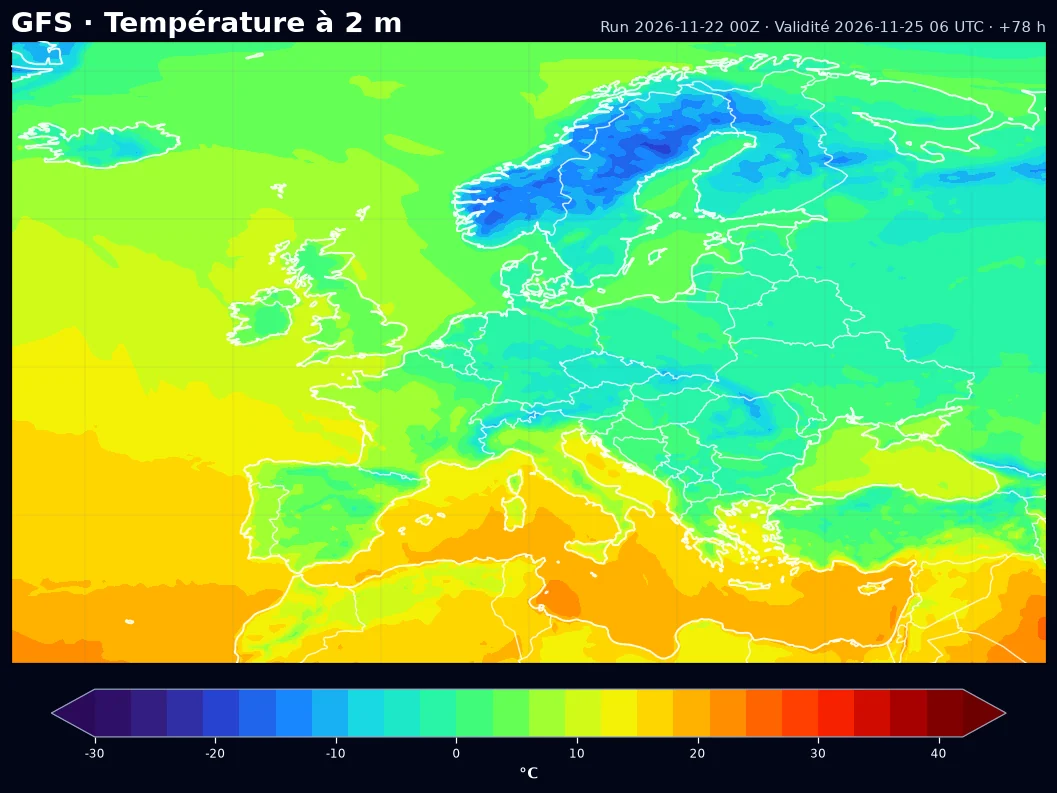 GFS · Température à 2 m
Run 2026-11-22 00Z · Validité 2026-11-25 06 UTC · +78 h
-30 -20 -10 0 10 20 30 40
°C